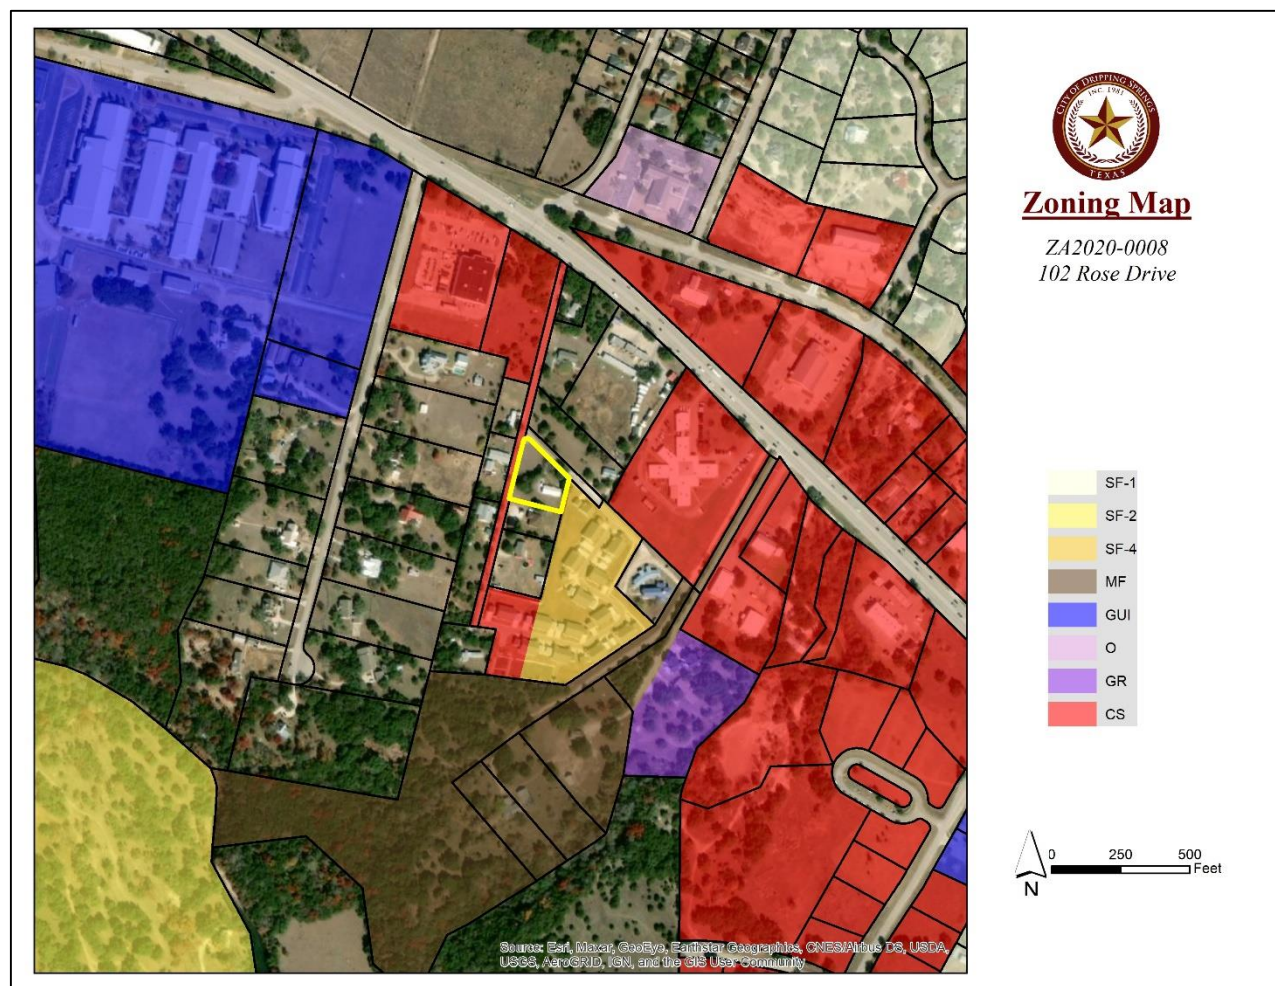 CITY OF DRIPPING SPRINGS
INC. 1981
TEXAS
Zoning Map
ZA2020-0008
102 Rose Drive
SF-1
SF-2
SF-4
MF
GUI
O
GR
CS
0 250 500
Feet
N
Source: Esri, Maxar, GeoEye, Earthstar Geographics, CNES/Airbus DS, USDA,
USGS, AeroGRID, IGN, and the GIS User Community